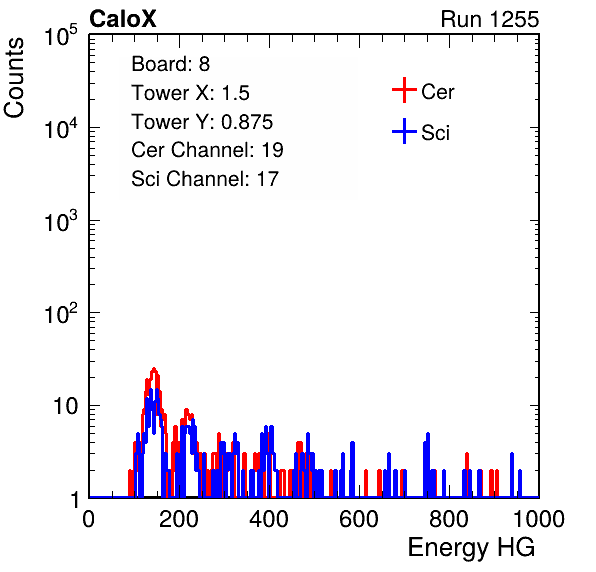 CaloX Run 1255
Counts
10^5
10^4
10^3
10^2
10
1
Board: 8
Tower X: 1.5
Tower Y: 0.875
Cer Channel: 19
Sci Channel: 17
Cer
Sci
0 200 400 600 800 1000
Energy HG